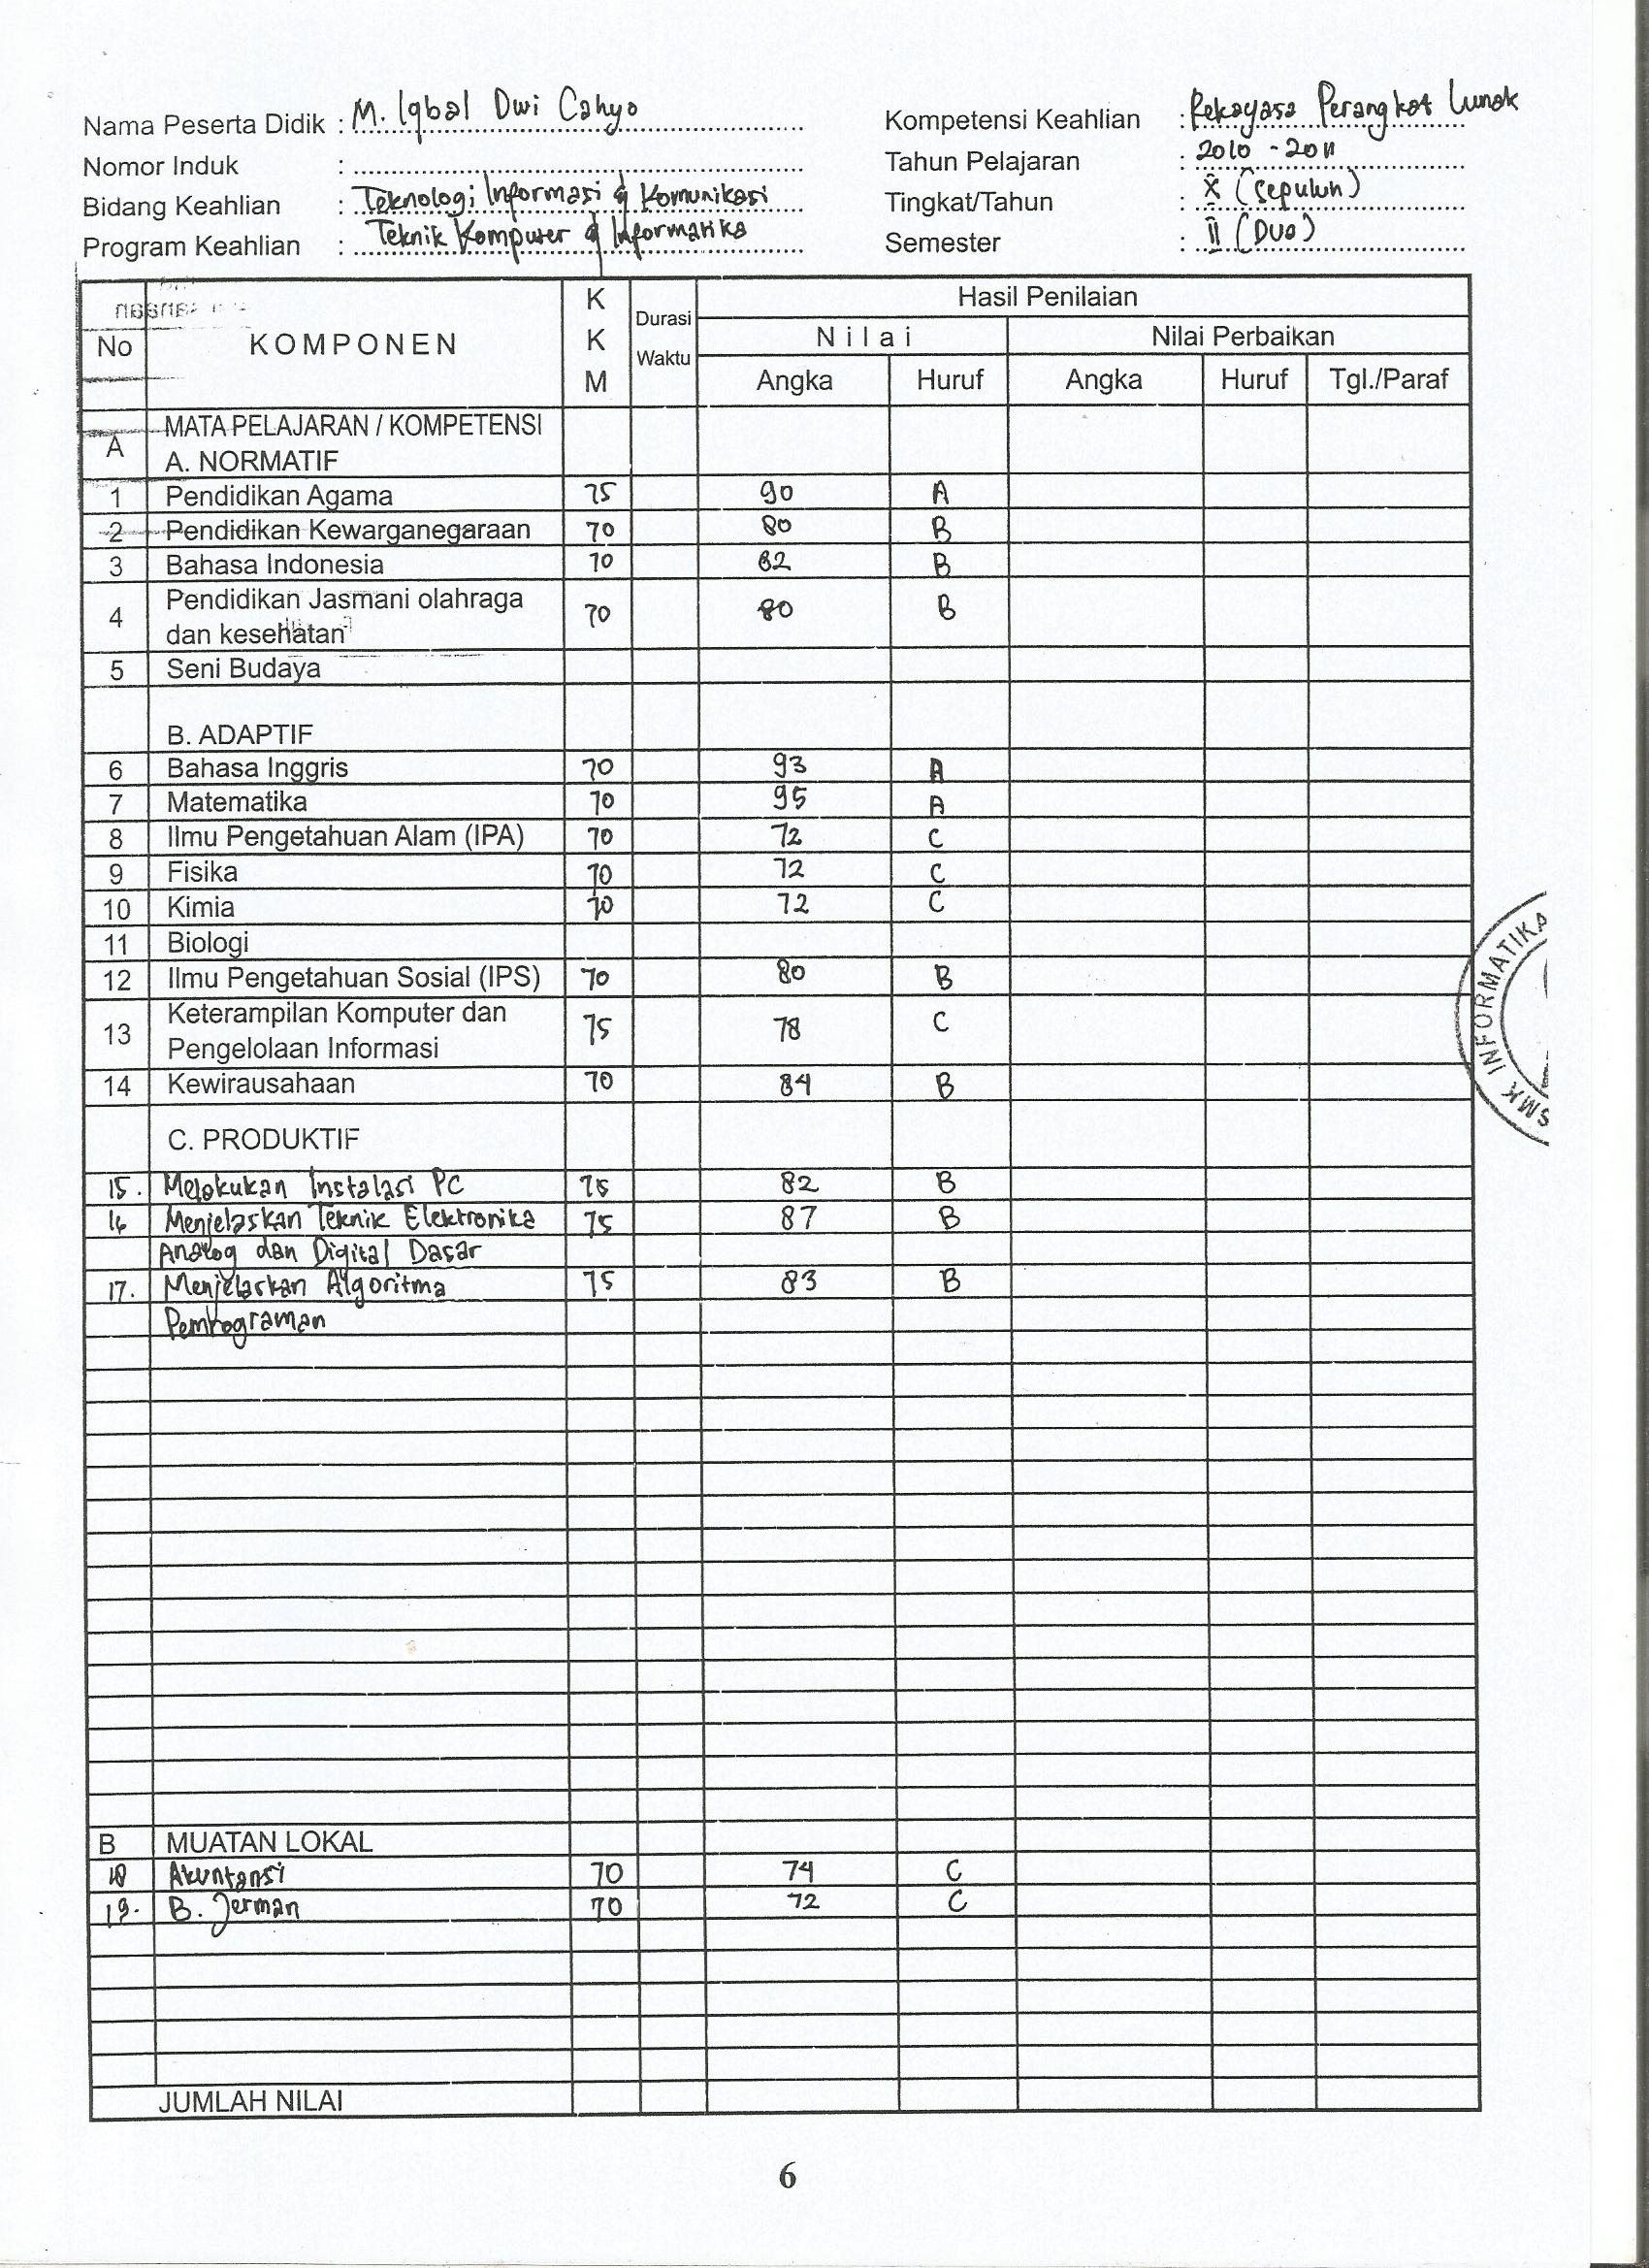 Nama Peserta Didik : M. Iqbal Dwi Cahyo
Kompetensi Keahlian : Rekayasa Perangkat Lunak
Nomor Induk :
Tahun Pelajaran : 2010 - 2011
Bidang Keahlian : Teknologi Informasi & Komunikasi
Tingkat/Tahun : X (Sepuluh)
Program Keahlian : Teknik Komputer & Informatika
Semester : II (Dua)
No KOMPONEN KKM Durasi Waktu Hasil Penilaian
Nilai Nilai Perbaikan
Angka Huruf Angka Huruf Tgl./Paraf
A MATA PELAJARAN / KOMPETENSI
A. NORMATIF
1 Pendidikan Agama 75 90 A
2 Pendidikan Kewarganegaraan 70 80 B
3 Bahasa Indonesia 70 82 B
4 Pendidikan Jasmani olahraga dan kesehatan 70 80 B
5 Seni Budaya
B. ADAPTIF
6 Bahasa Inggris 70 93 A
7 Matematika 70 95 A
8 Ilmu Pengetahuan Alam (IPA) 70 72 C
9 Fisika 70 72 C
10 Kimia 70 72 C
11 Biologi
12 Ilmu Pengetahuan Sosial (IPS) 70 80 B
13 Keterampilan Komputer dan Pengelolaan Informasi 75 78 C
14 Kewirausahaan 70 84 B
C. PRODUKTIF
15. Melakukan Instalasi PC 75 82 B
16 Menjelaskan Teknik Elektronika 75 87 B
Analog dan Digital Dasar
17. Menjelaskan Algoritma 75 83 B
Pemrograman
B MUATAN LOKAL
18 Akuntansi 70 74 C
19. B. Jerman 70 72 C
JUMLAH NILAI
SMK INFORMATIKA
6